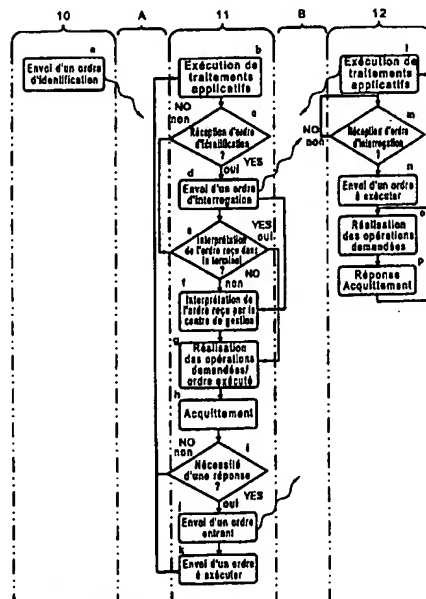 10
A
11
B
12
a
Envoi d'un ordre
d'identification
b
Exécution de
traitements
applicatifs
NO
non
c
Réception d'ordre
d'identification
?
YES
oui
d
Envoi d'un ordre
d'interrogation
e
YES
oui
Interprétation
de l'ordre reçu dans
le terminal
?
NO
non
f
Interprétation de
l'ordre reçu par le
centre de gestion
g
Réalisation
des opérations
demandées/
ordre exécuté
h
Acquittement
NO
non
i
Nécessité
d'une réponse
?
YES
oui
j
Envoi d'un ordre
entrant
k
Envoi d'un ordre
à exécuter
l
Exécution de
traitements
applicatifs
m
Réception d'ordre
d'interrogation
?
NO
non
n
Envoi d'un ordre
à exécuter
o
Réalisation
des opérations
demandées
p
Réponse
Acquittement